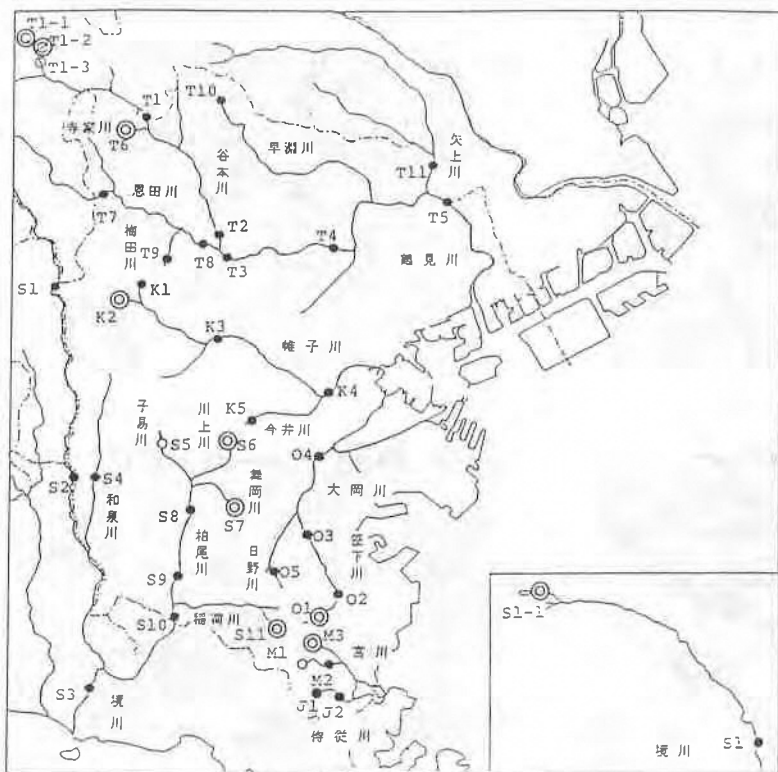 T1-1
T1-2
T1-3
T1
T10
寺家川
T6
谷本川
早淵川
矢上川
T11
恩田川
T7
T5
梅田川
T2
T9
T8
T3
T4
鶴見川
S1
K1
K2
K3
帷子川
K4
子易川
川上川
K5
今井川
S5
S6
O4
S2
S4
和泉川
舞岡川
大岡川
S7
S8
柏尾川
日野川
O3
笹下川
S9
O5
O2
O1
S10
稲荷川
S11
M3
M1
宮川
M2
S3
境川
J1
J2
侍従川
S1-1
S1
境川